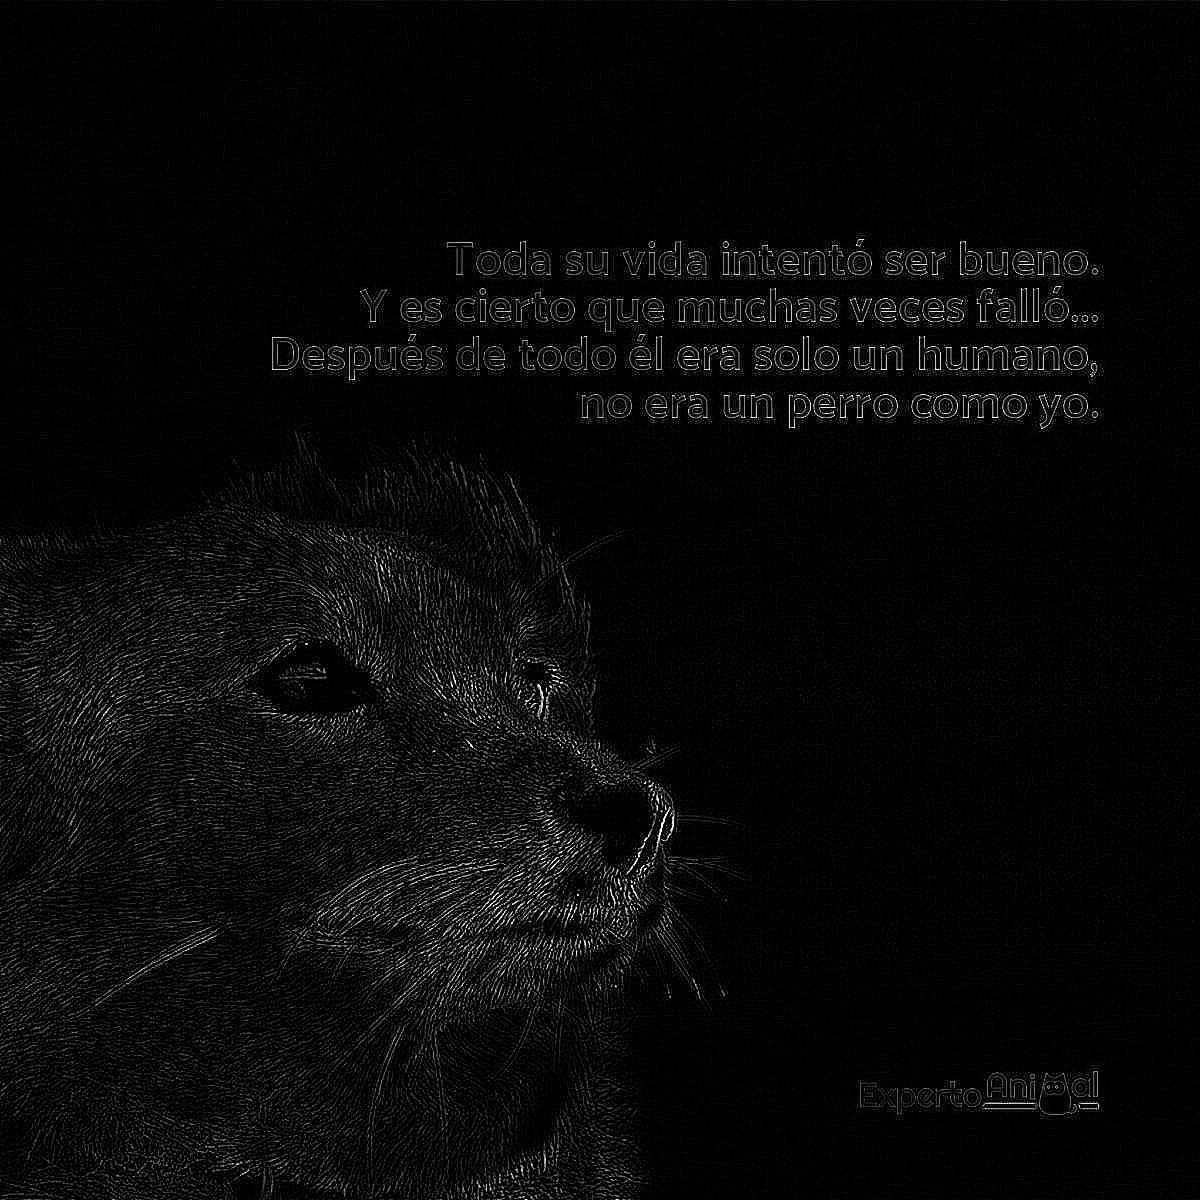 Toda su vida intentó ser bueno.
Y es cierto que muchas veces falló...
Después de todo él era solo un humano,
no era un perro como yo.
ExpertoAnimal